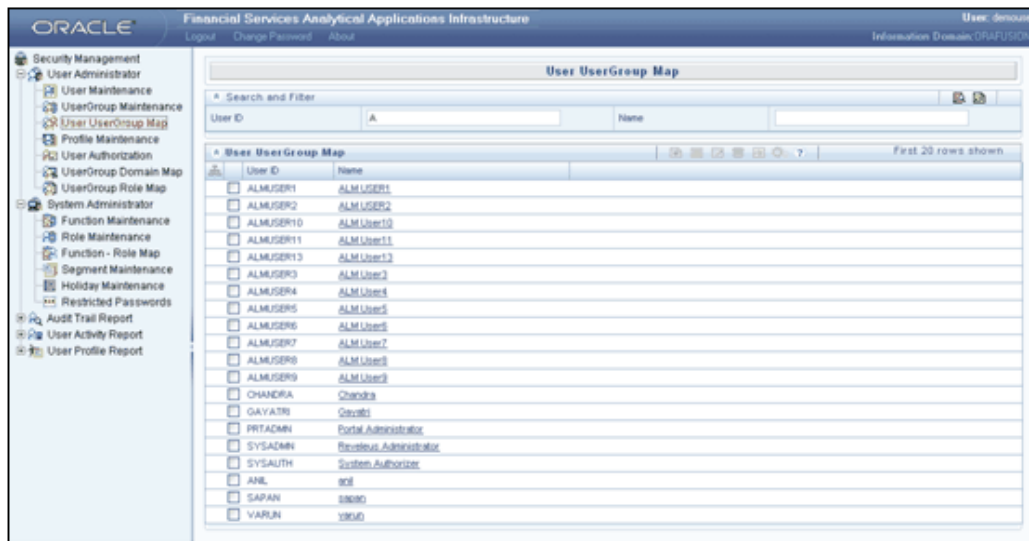 ORACLE
Financial Services Analytical Applications Infrastructure
User: demouse
Logout Change Password About
Information Domain: ORAFUSION
Security Management
User Administrator
User Maintenance
UserGroup Maintenance
User UserGroup Map
Profile Maintenance
User Authorization
UserGroup Domain Map
UserGroup Role Map
System Administrator
Function Maintenance
Role Maintenance
Function - Role Map
Segment Maintenance
Holiday Maintenance
Restricted Passwords
Audit Trail Report
User Activity Report
User Profile Report
User UserGroup Map
Search and Filter
User ID A Name
User UserGroup Map ? First 20 rows shown
User ID Name
ALMUSER1 ALM USER1
ALMUSER2 ALM USER2
ALMUSER10 ALM User10
ALMUSER11 ALM User11
ALMUSER13 ALM User13
ALMUSER3 ALM User3
ALMUSER4 ALM User4
ALMUSER5 ALM User5
ALMUSER6 ALM User6
ALMUSER7 ALM User7
ALMUSER8 ALM User8
ALMUSER9 ALM User9
CHANDRA Chandra
GAYATRI Gayatri
PRTADMN Portal Administrator
SYSADMN Reveleus Administrator
SYSAUTH System Authorizer
ANIL anil
SAPAN sapan
VARUN varun